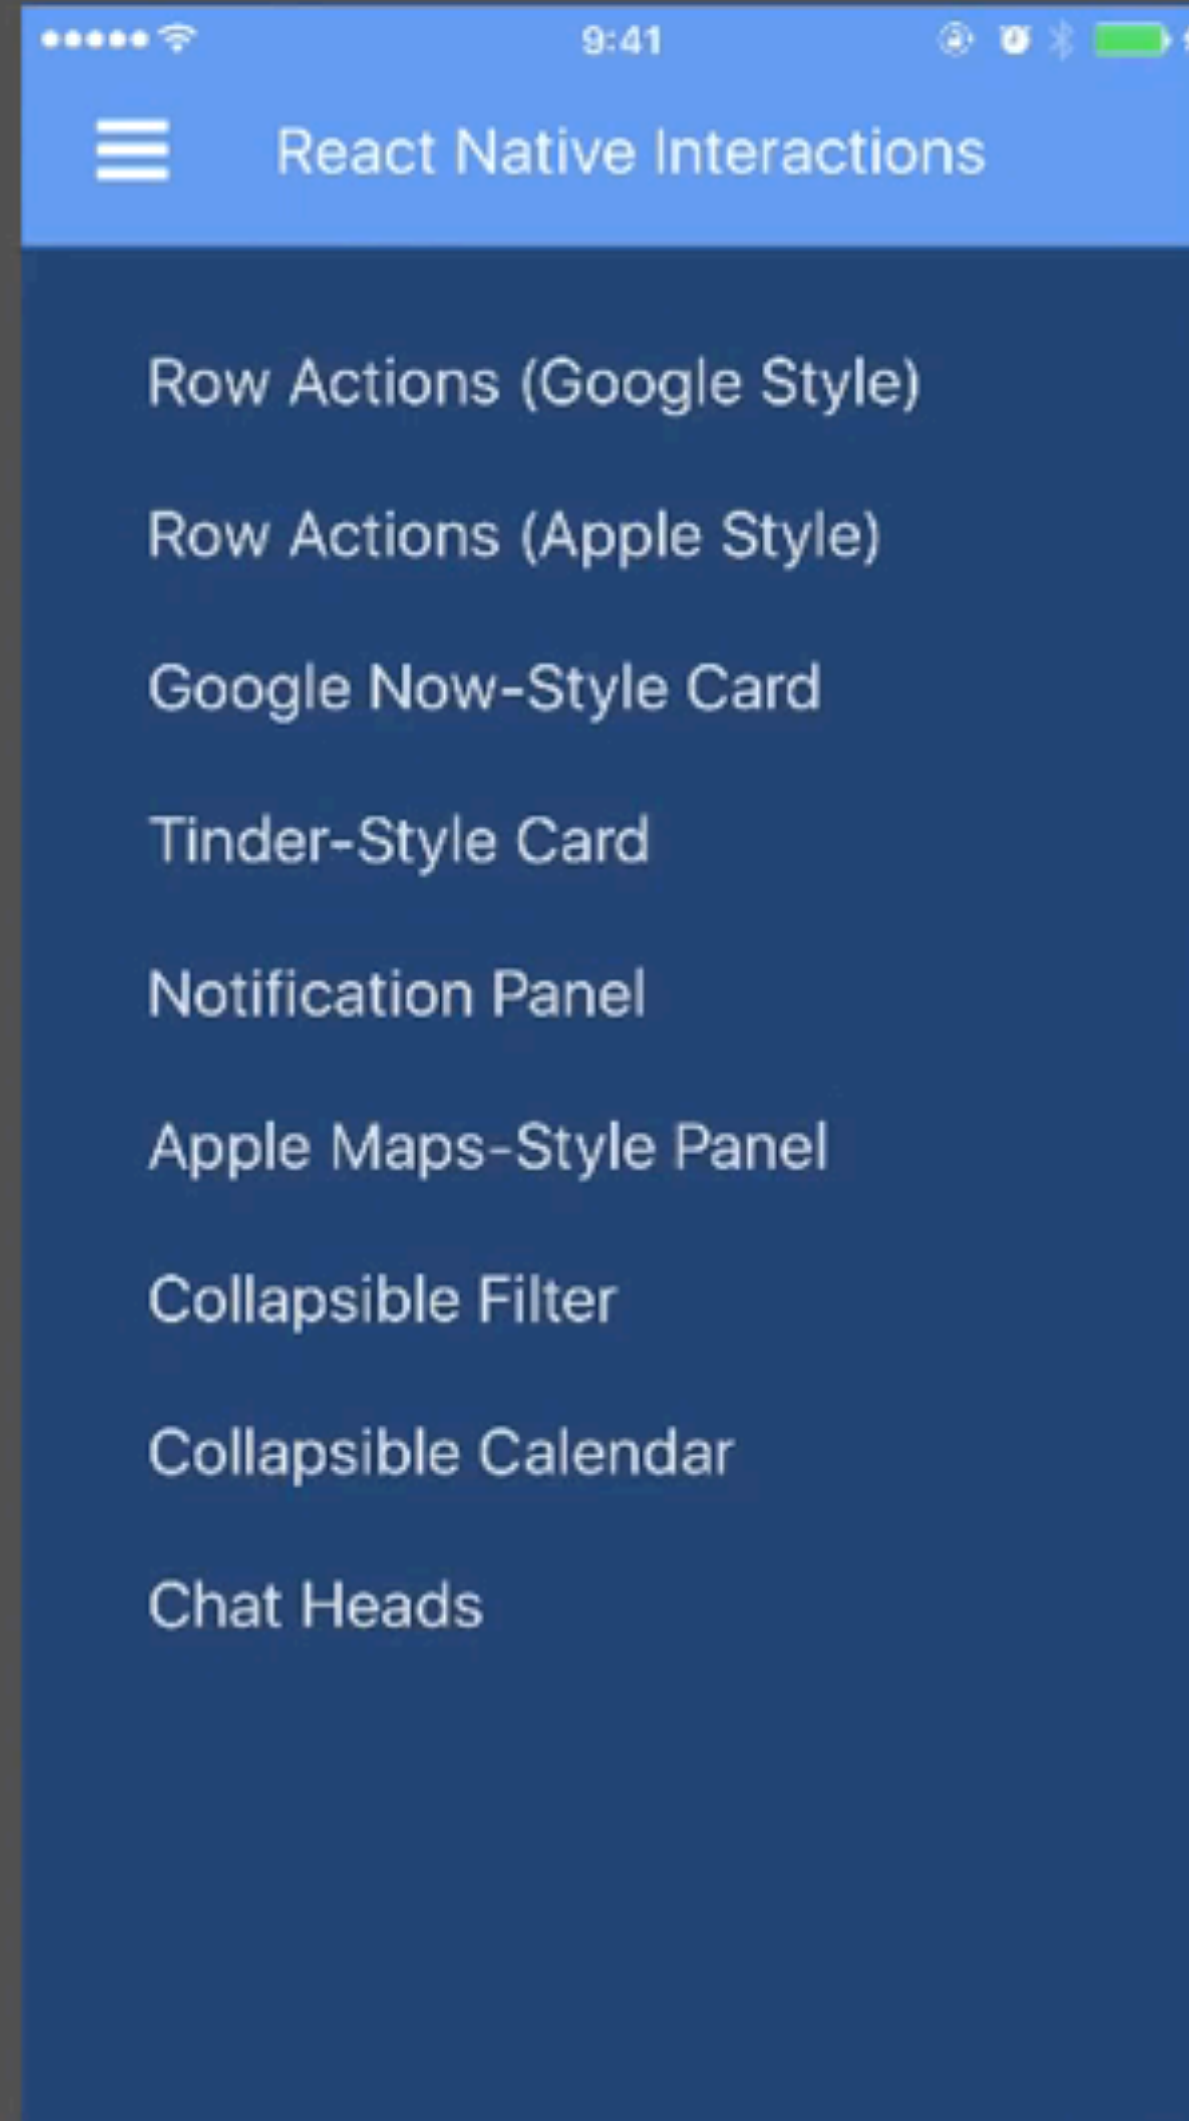 9:41
React Native Interactions
Row Actions (Google Style)
Row Actions (Apple Style)
Google Now-Style Card
Tinder-Style Card
Notification Panel
Apple Maps-Style Panel
Collapsible Filter
Collapsible Calendar
Chat Heads